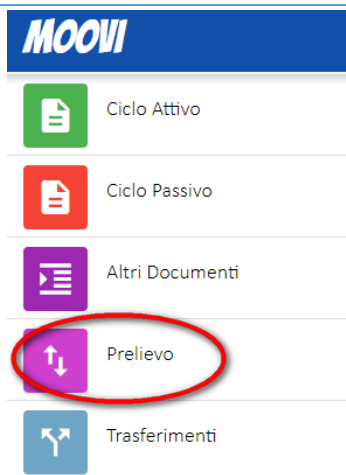 MOOVI
Ciclo Attivo
Ciclo Passivo
Altri Documenti
Prelievo
Trasferimenti